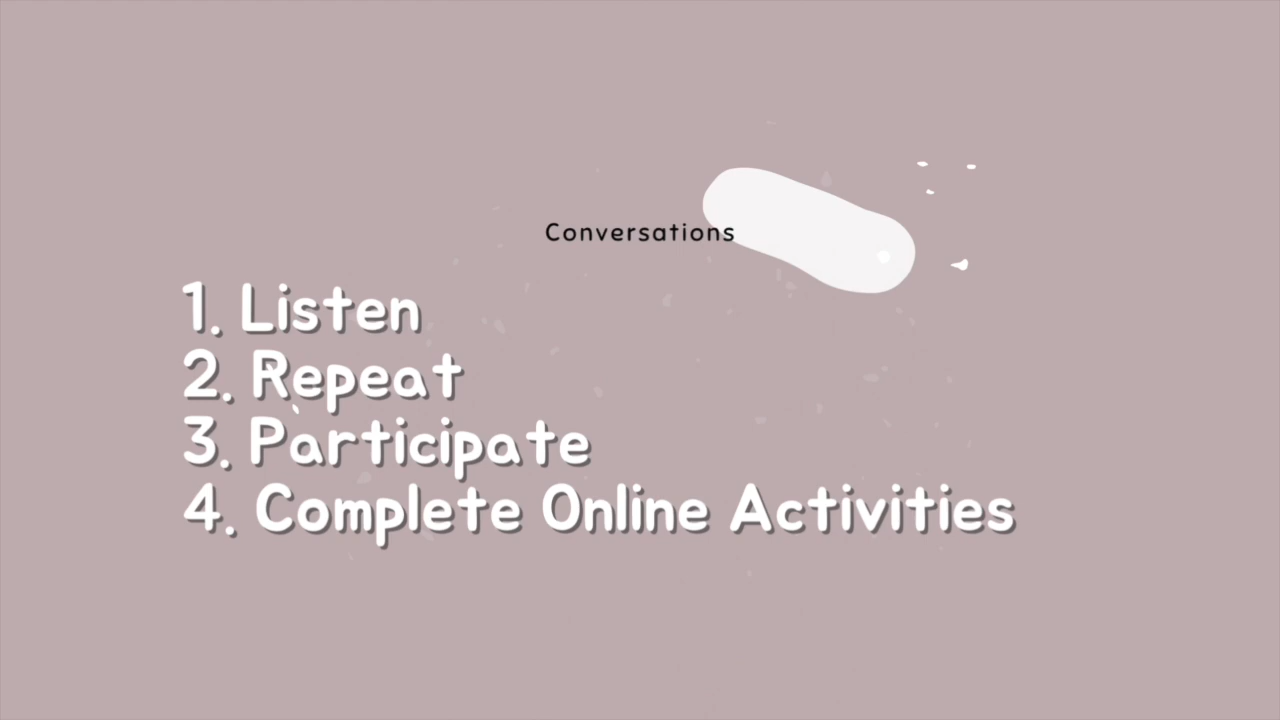 Conversations
1. Listen
2. Repeat
3. Participate
4. Complete Online Activities